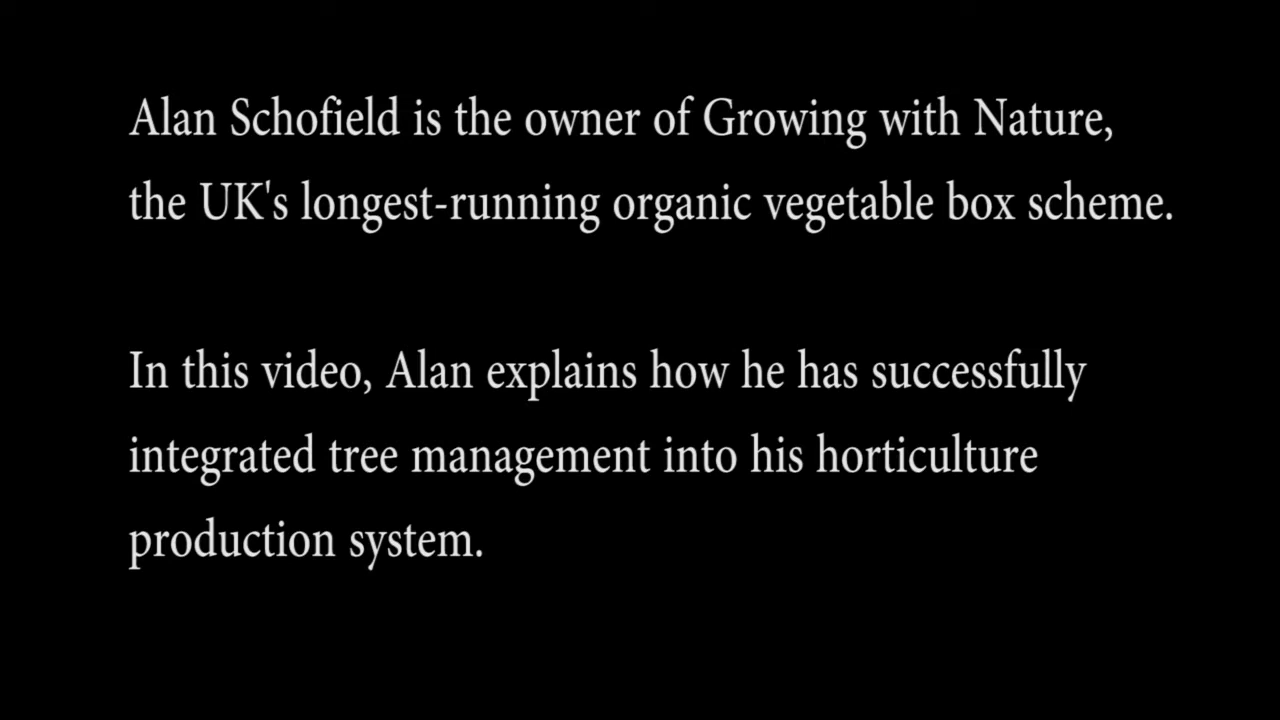 Alan Schofield is the owner of Growing with Nature,
the UK's longest-running organic vegetable box scheme.
In this video, Alan explains how he has successfully
integrated tree management into his horticulture
production system.